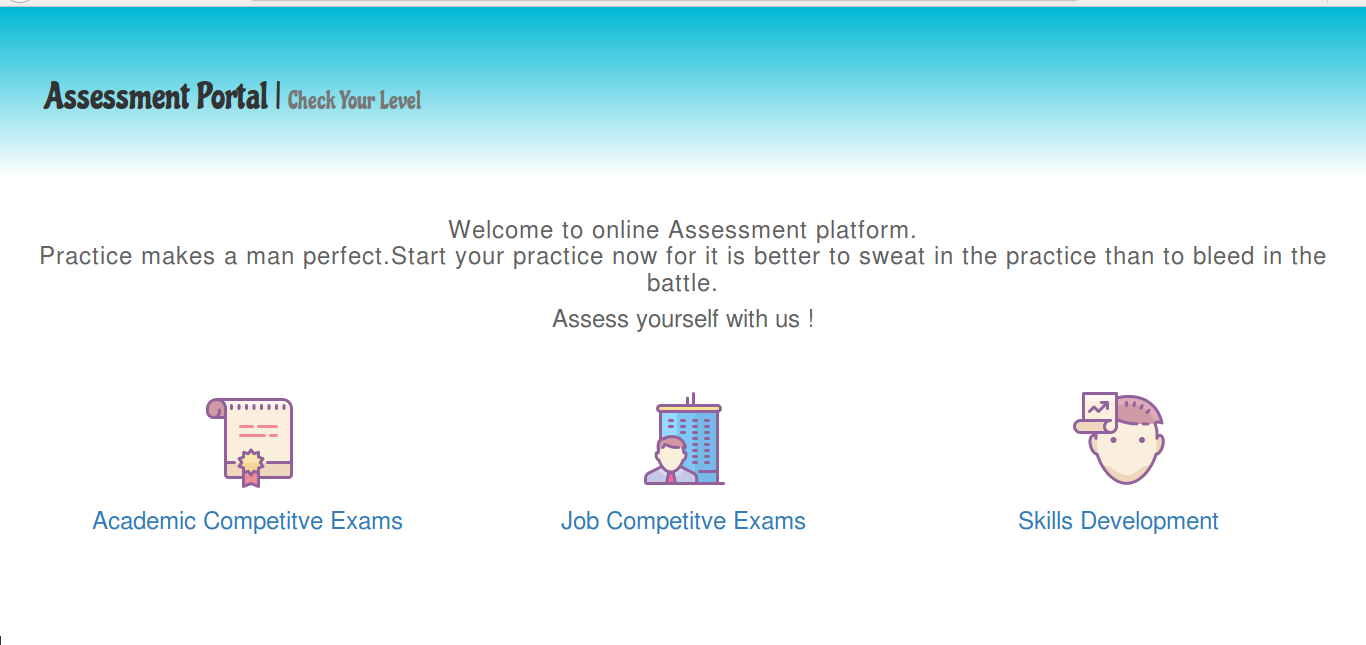 Assessment Portal | Check Your Level
Welcome to online Assessment platform.
Practice makes a man perfect.Start your practice now for it is better to sweat in the practice than to bleed in the
battle.
Assess yourself with us !
Academic Competitve Exams
Job Competitve Exams
Skills Development